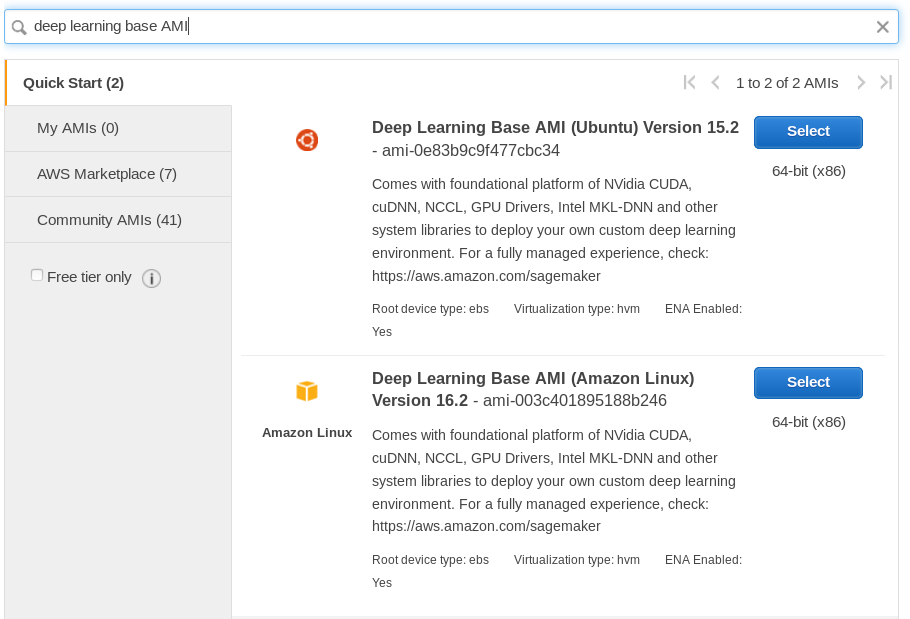 deep learning base AMI
Quick Start (2)
1 to 2 of 2 AMIs
My AMIs (0)
AWS Marketplace (7)
Community AMIs (41)
Free tier only
Deep Learning Base AMI (Ubuntu) Version 15.2
- ami-0e83b9c9f477cbc34
Select
64-bit (x86)
Comes with foundational platform of NVidia CUDA,
cuDNN, NCCL, GPU Drivers, Intel MKL-DNN and other
system libraries to deploy your own custom deep learning
environment. For a fully managed experience, check:
https://aws.amazon.com/sagemaker
Root device type: ebs Virtualization type: hvm ENA Enabled:
Yes
Amazon Linux
Deep Learning Base AMI (Amazon Linux)
Version 16.2 - ami-003c401895188b246
Select
64-bit (x86)
Comes with foundational platform of NVidia CUDA,
cuDNN, NCCL, GPU Drivers, Intel MKL-DNN and other
system libraries to deploy your own custom deep learning
environment. For a fully managed experience, check:
https://aws.amazon.com/sagemaker
Root device type: ebs Virtualization type: hvm ENA Enabled:
Yes